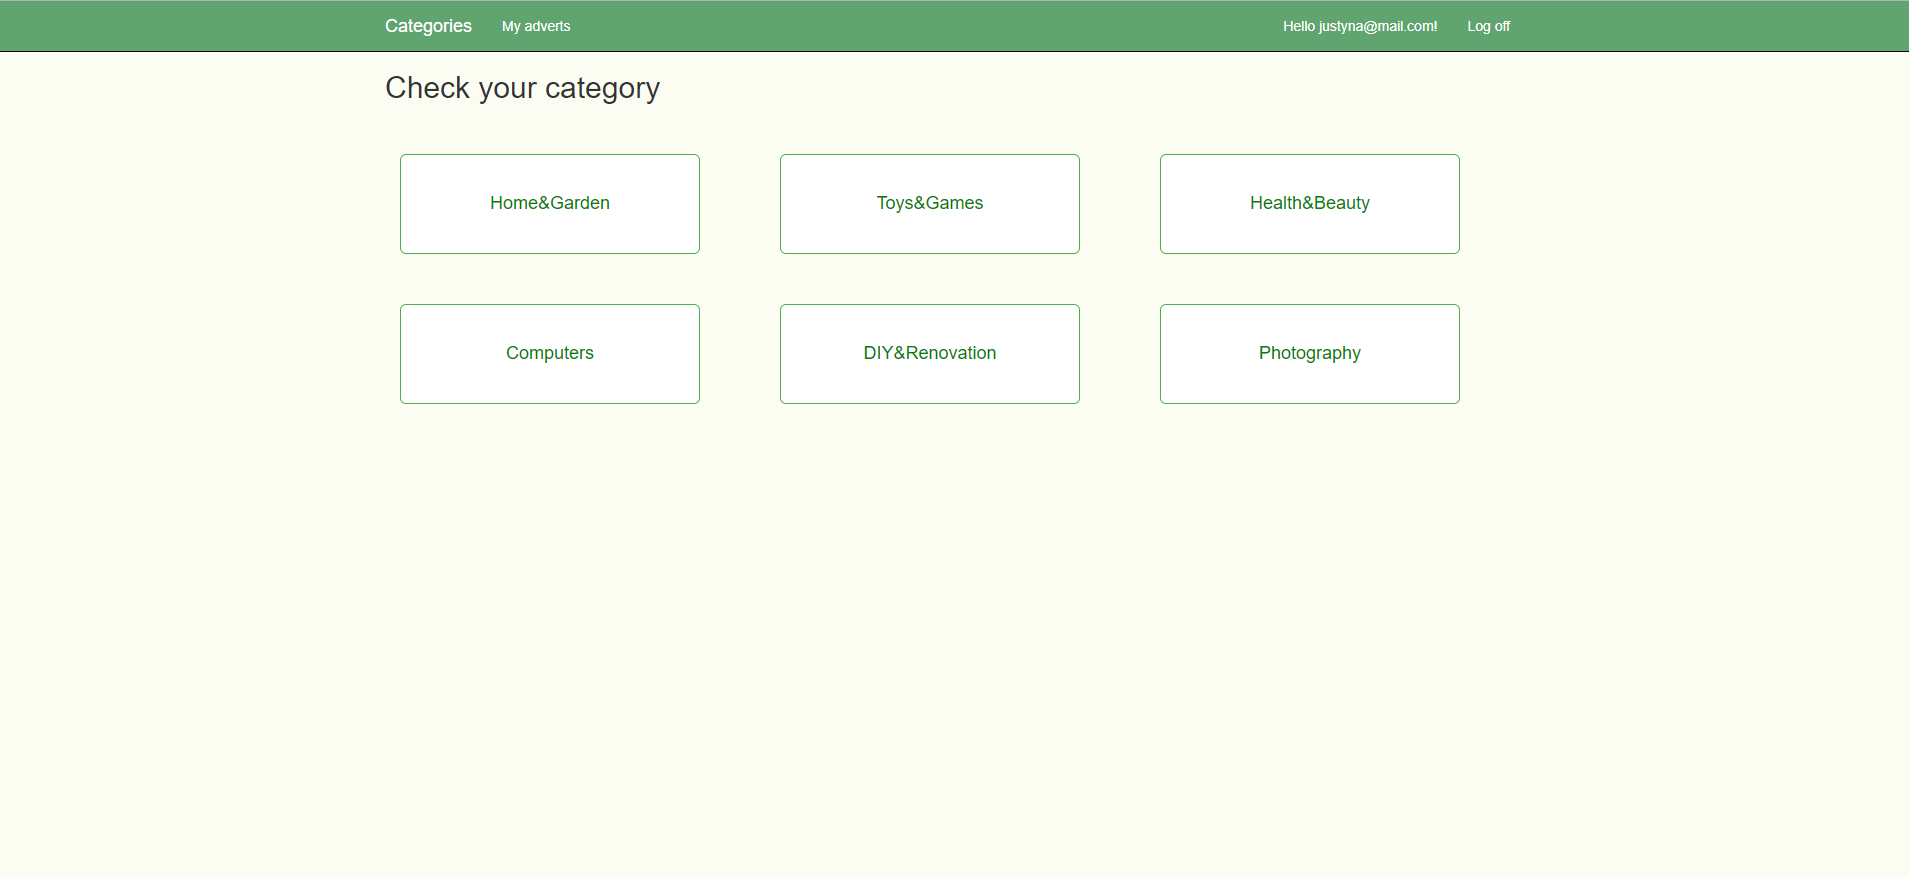 Categories My adverts Hello justyna@mail.com! Log off
Check your category
Home&Garden Toys&Games Health&Beauty
Computers DIY&Renovation Photography